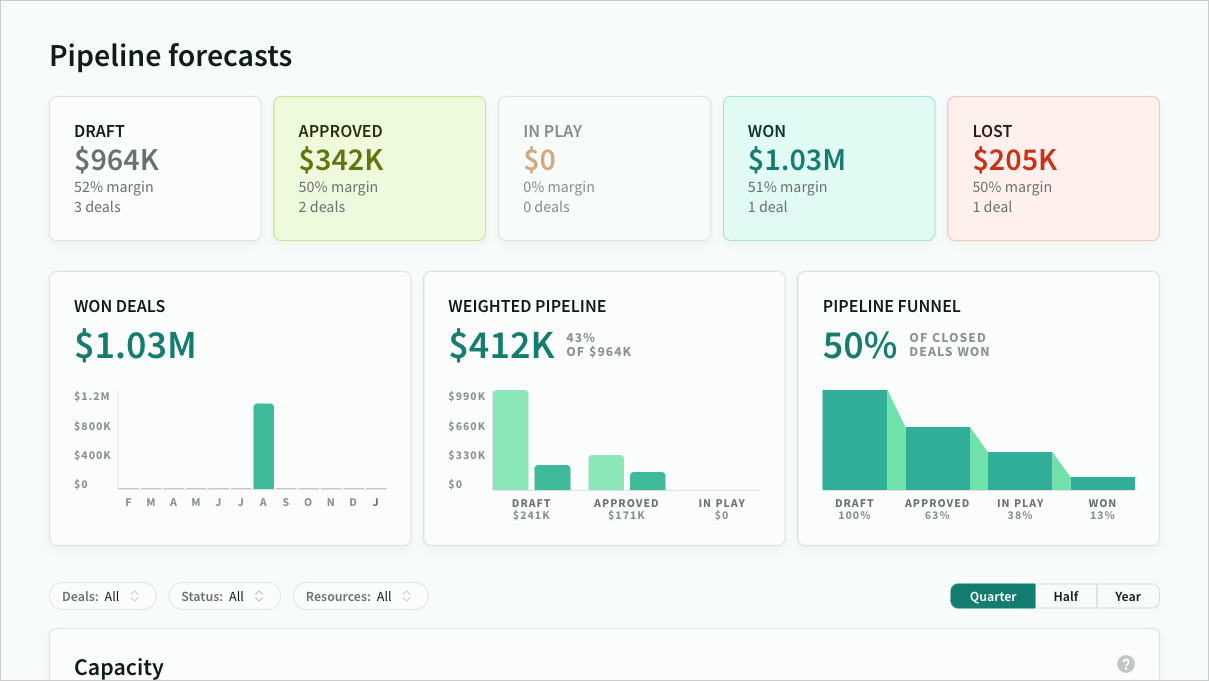 Pipeline forecasts
DRAFT
$964K
52% margin
3 deals
APPROVED
$342K
50% margin
2 deals
IN PLAY
$0
0% margin
0 deals
WON
$1.03M
51% margin
1 deal
LOST
$205K
50% margin
1 deal
WON DEALS
$1.03M
$1.2M
$800K
$400K
$0
F M A M J J A S O N D J
WEIGHTED PIPELINE
$412K
43%
OF $964K
$990K
$660K
$330K
$0
DRAFT APPROVED IN PLAY
$241K $171K $0
PIPELINE FUNNEL
50%
OF CLOSED
DEALS WON
DRAFT APPROVED IN PLAY WON
100% 63% 38% 13%
Deals: All
Status: All
Resources: All
Quarter Half Year
Capacity
?